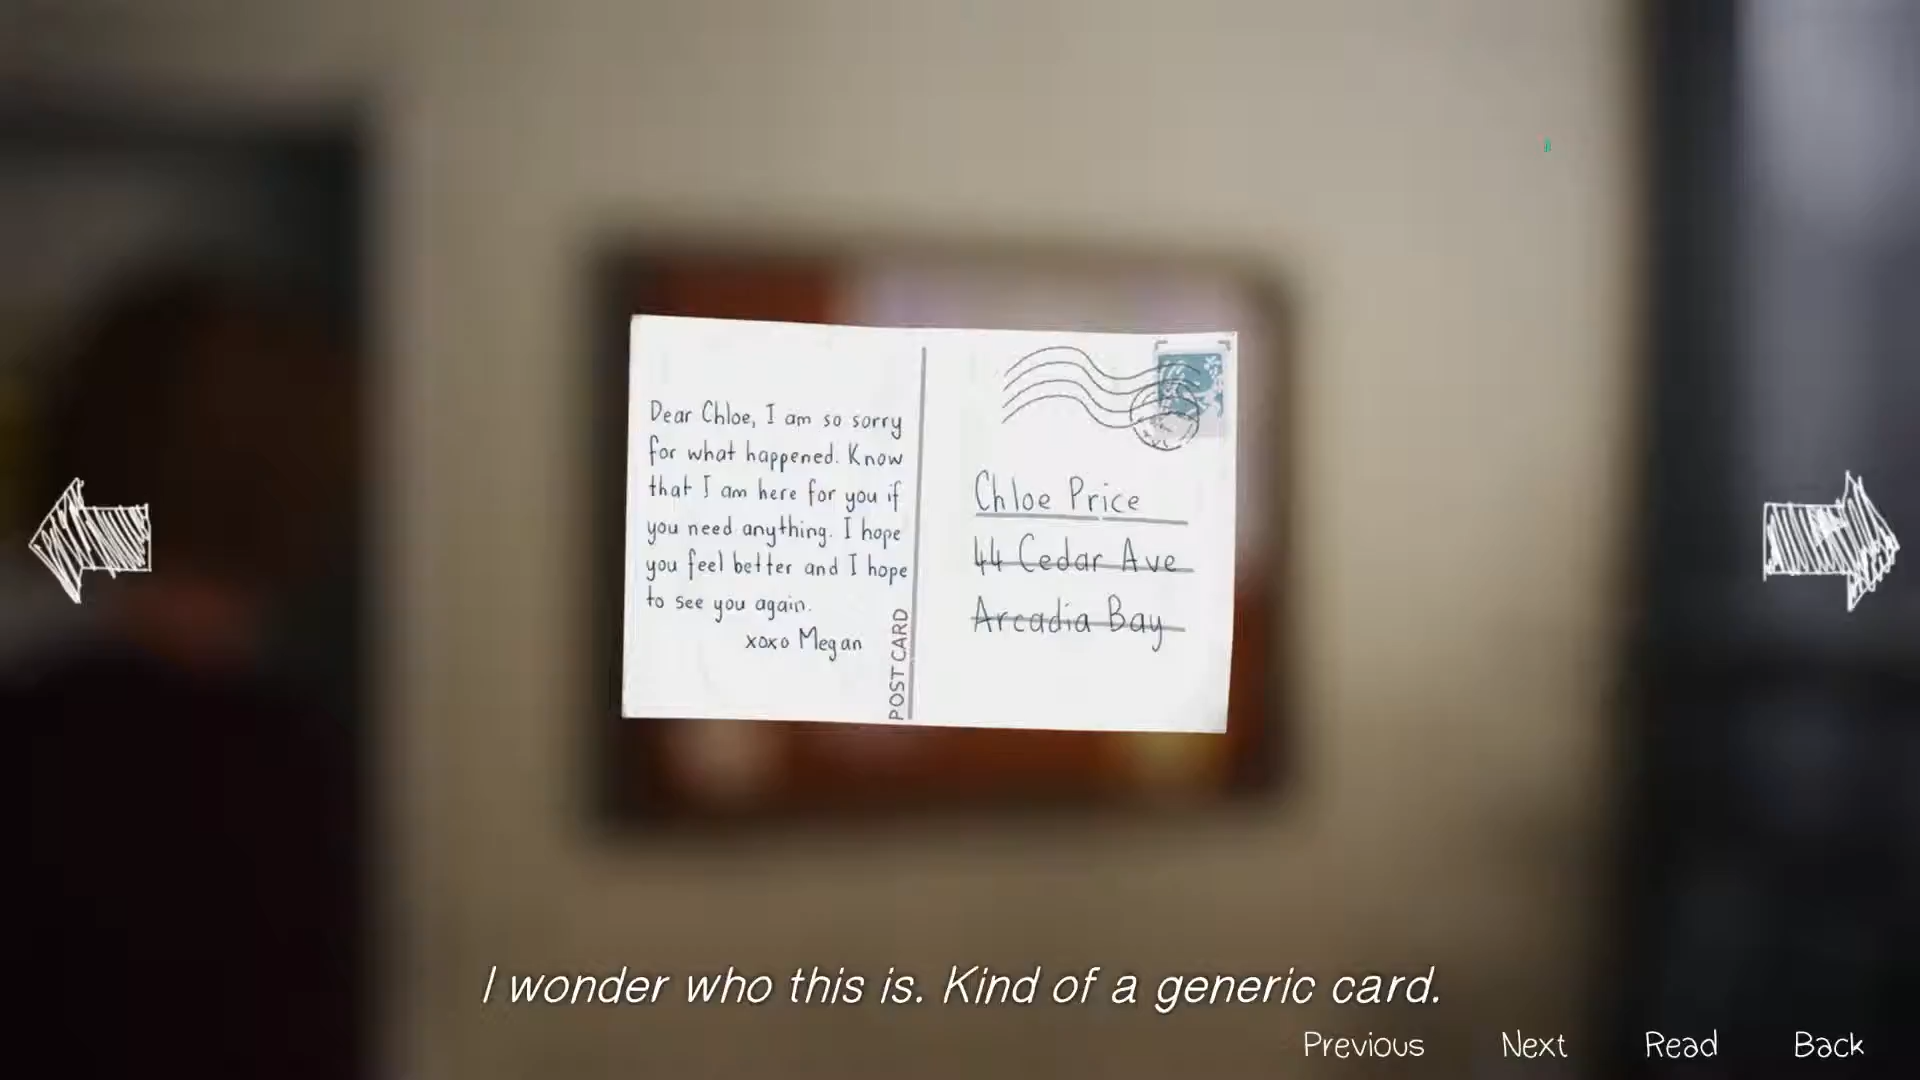 Dear Chloe, I am so sorry
for what happened. Know
that I am here for you if
you need anything. I hope
you feel better and I hope
to see you again.
xoxo Megan
POST CARD
Chloe Price
44 Cedar Ave
Arcadia Bay
I wonder who this is. Kind of a generic card.
Previous
Next
Read
Back